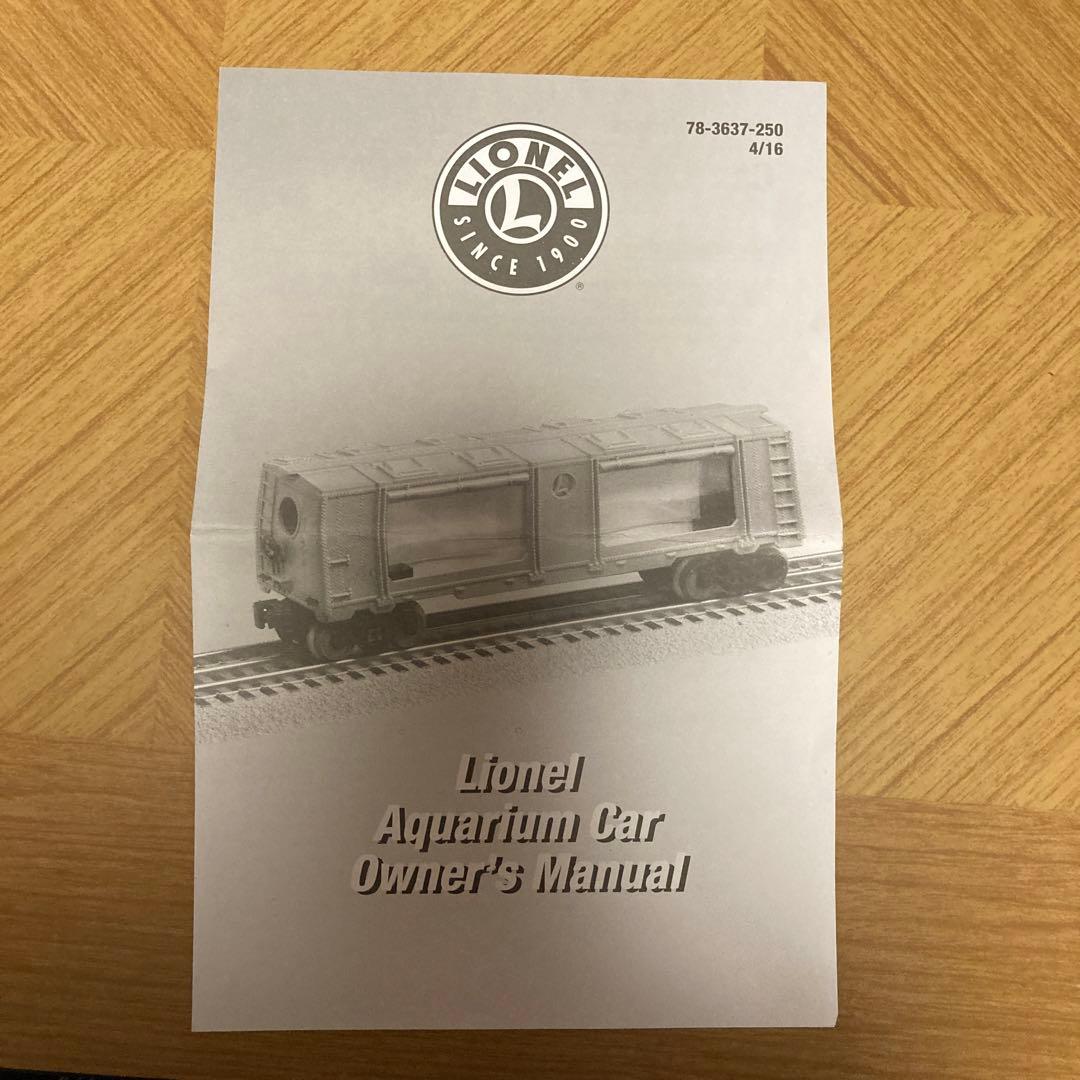 78-3637-250
4/16
LIONEL
L
SINCE 1900
®
L
Lionel
Aquarium Car
Owner's Manual